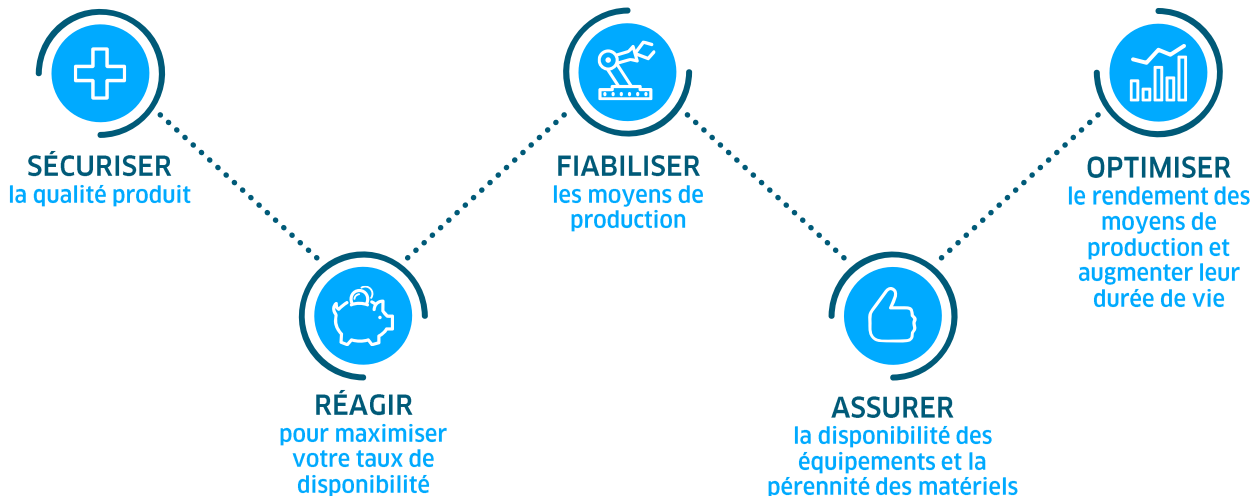 SÉCURISER
la qualité produit
RÉAGIR
pour maximiser
votre taux de
disponibilité
FIABILISER
les moyens de
production
ASSURER
la disponibilité des
équipements et la
pérennité des matériels
OPTIMISER
le rendement des
moyens de
production et
augmenter leur
durée de vie